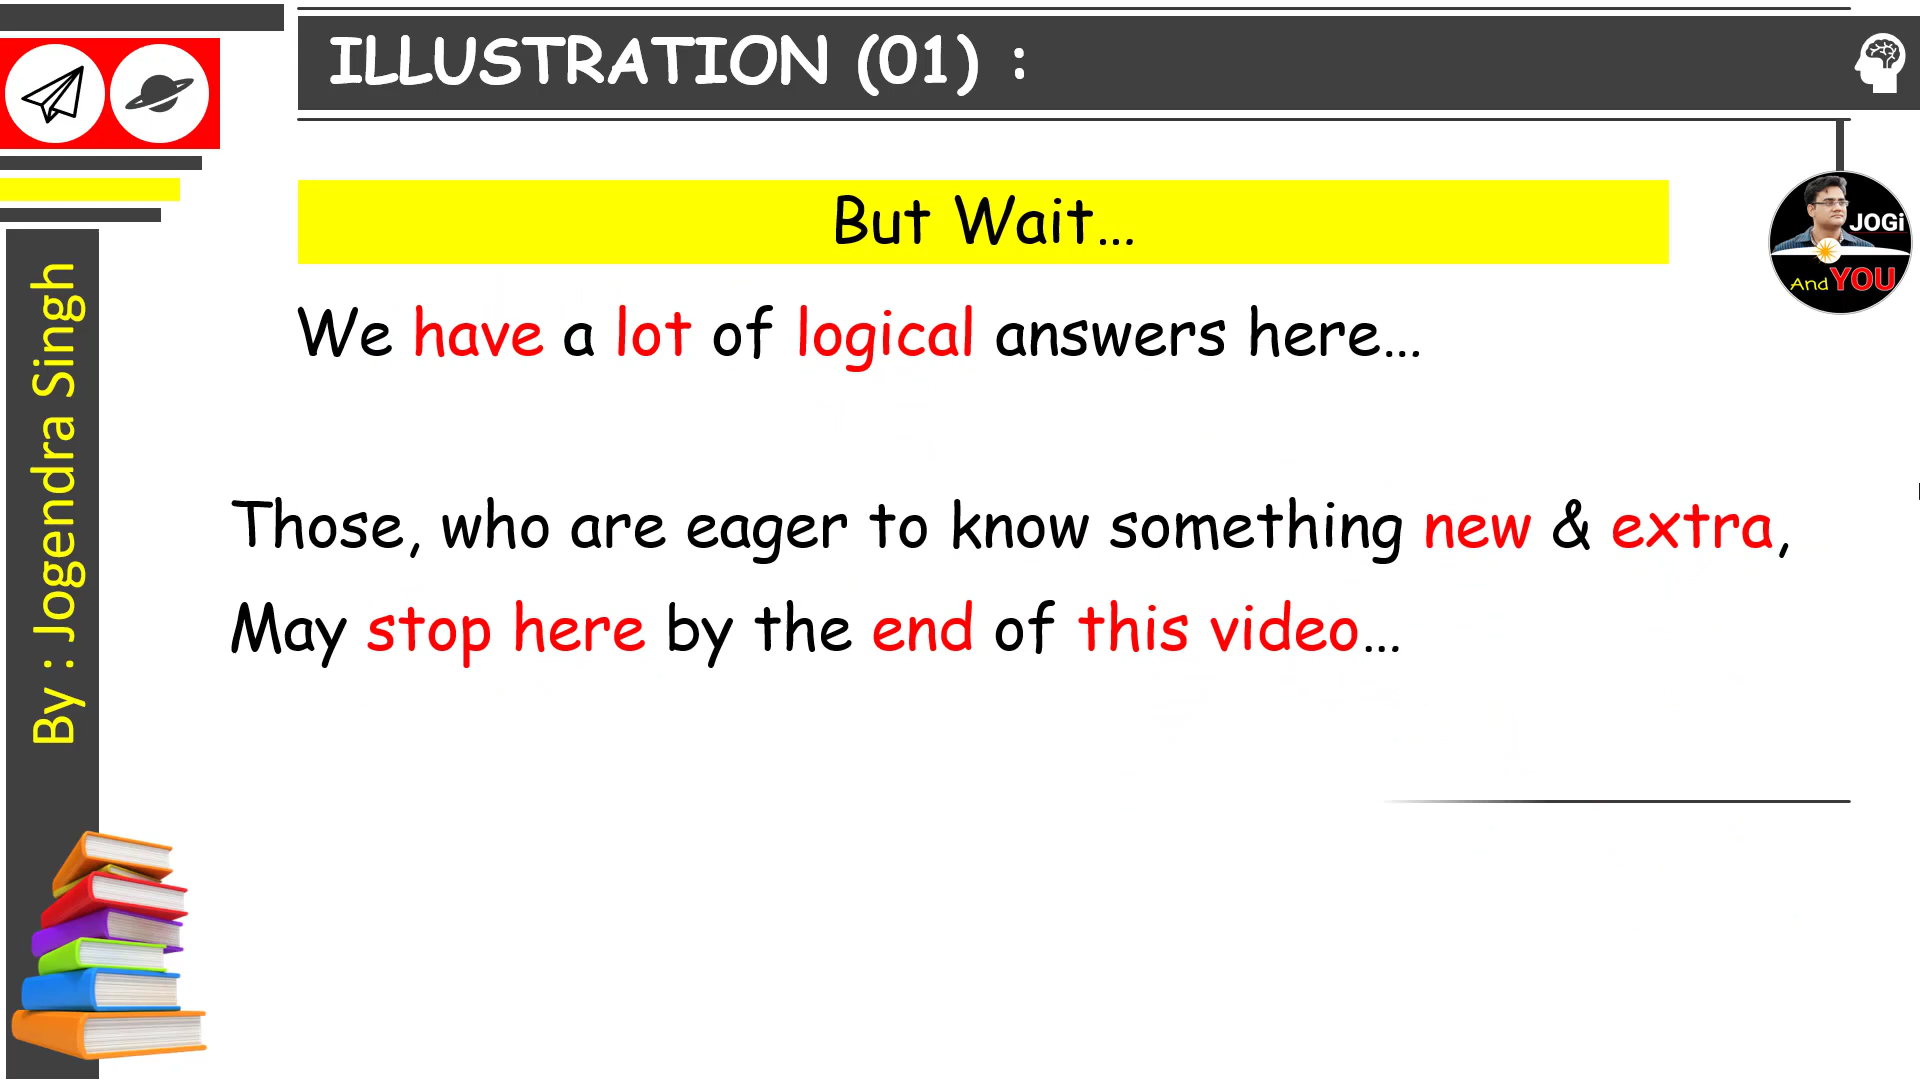 ILLUSTRATION (01) :
But Wait...
JOGi
And YOU
We have a lot of logical answers here...
Those, who are eager to know something new & extra,
May stop here by the end of this video...
By : Jogendra Singh